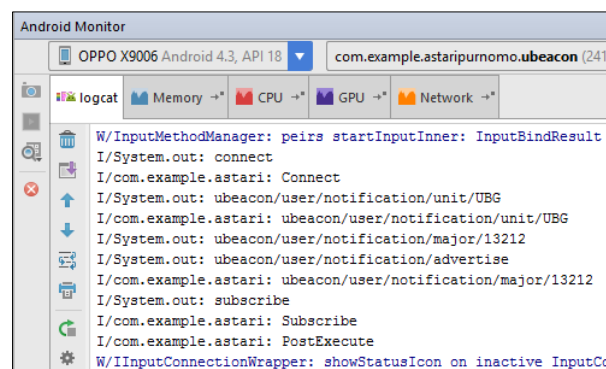 Android Monitor
OPPO X9006 Android 4.3, API 18 com.example.astaripurnomo.ubeacon (241
logcat Memory CPU GPU Network
W/InputMethodManager: peirs startInputInner: InputBindResult
I/System.out: connect
I/com.example.astari: Connect
I/System.out: ubeacon/user/notification/unit/UBG
I/com.example.astari: ubeacon/user/notification/unit/UBG
I/System.out: ubeacon/user/notification/major/13212
I/System.out: ubeacon/user/notification/advertise
I/com.example.astari: ubeacon/user/notification/major/13212
I/System.out: subscribe
I/com.example.astari: Subscribe
I/com.example.astari: PostExecute
W/IInputConnectionWrapper: showStatusIcon on inactive InputCo